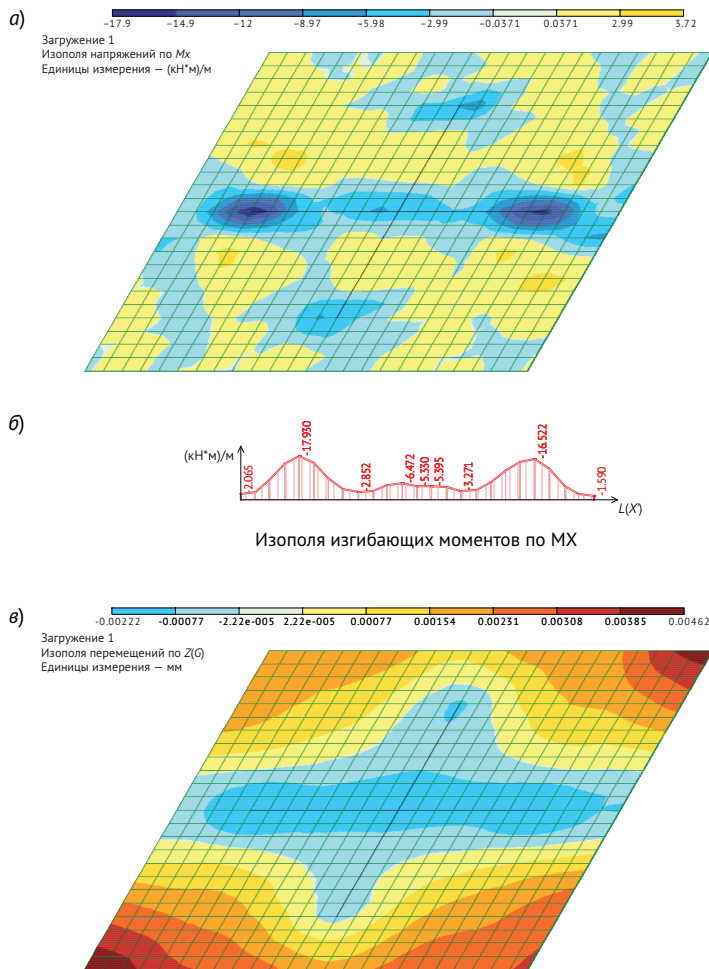 а)
−17.9 −14.9 −12 −8.97 −5.98 −2.99 −0.0371 0.0371 2.99 3.72
Загружение 1
Изополя напряжений по Mx
Единицы измерения — (кН*м)/м
б)
(кН*м)/м
2.065
-17.930
-2.852
-6.472
-5.330
-5.395
-3.271
-16.522
-1.590
L(X')
Изополя изгибающих моментов по МХ
в)
-0.00222 -0.00077 -2.22e-005 2.22e-005 0.00077 0.00154 0.00231 0.00308 0.00385 0.00462
Загружение 1
Изополя перемещений по Z(G)
Единицы измерения — мм